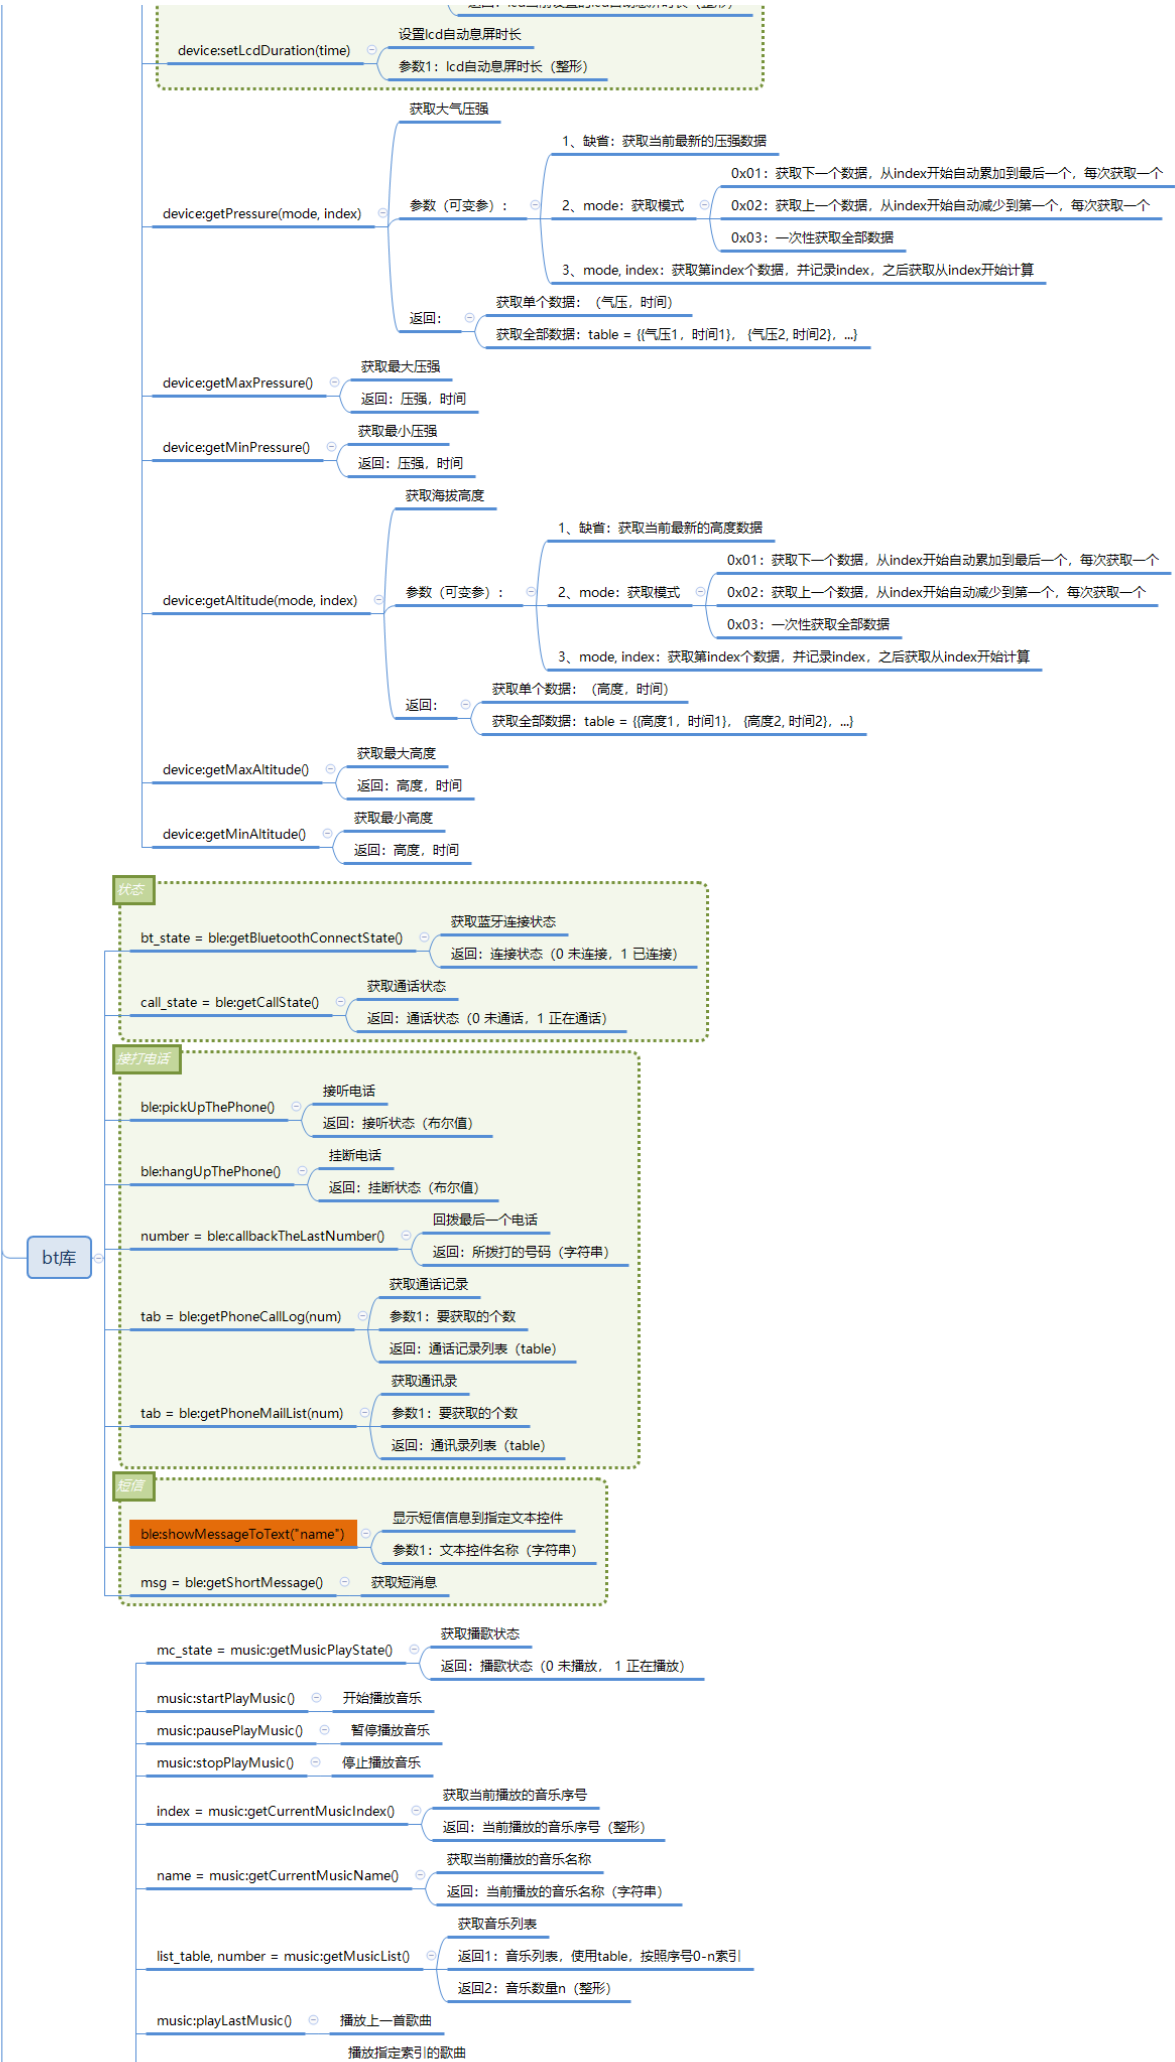 device:setLcdDuration(time)
设置lcd自动息屏时长
参数1：lcd自动息屏时长（整形）
device:getPressure(mode, index)
获取大气压强
参数（可变参）：
1、缺省：获取当前最新的压强数据
2、mode：获取模式
0x01：获取下一个数据，从index开始自动累加到最后一个，每次获取一个
0x02：获取上一个数据，从index开始自动减少到第一个，每次获取一个
0x03：一次性获取全部数据
3、mode, index：获取第index个数据，并记录index，之后获取从index开始计算
返回：
获取单个数据：（气压，时间）
获取全部数据：table = {{气压1，时间1}，{气压2, 时间2}，...}
device:getMaxPressure()
获取最大压强
返回：压强，时间
device:getMinPressure()
获取最小压强
返回：压强，时间
device:getAltitude(mode, index)
获取海拔高度
参数（可变参）：
1、缺省：获取当前最新的高度数据
2、mode：获取模式
0x01：获取下一个数据，从index开始自动累加到最后一个，每次获取一个
0x02：获取上一个数据，从index开始自动减少到第一个，每次获取一个
0x03：一次性获取全部数据
3、mode, index：获取第index个数据，并记录index，之后获取从index开始计算
返回：
获取单个数据：（高度，时间）
获取全部数据：table = {{高度1，时间1}，{高度2, 时间2}，...}
device:getMaxAltitude()
获取最大高度
返回：高度，时间
device:getMinAltitude()
获取最小高度
返回：高度，时间
bt库
状态
bt_state = ble:getBluetoothConnectState()
获取蓝牙连接状态
返回：连接状态（0 未连接，1 已连接）
call_state = ble:getCallState()
获取通话状态
返回：通话状态（0 未通话，1 正在通话）
接打电话
ble:pickUpThePhone()
接听电话
返回：接听状态（布尔值）
ble:hangUpThePhone()
挂断电话
返回：挂断状态（布尔值）
number = ble:callbackTheLastNumber()
回拨最后一个电话
返回：所拨打的号码（字符串）
tab = ble:getPhoneCallLog(num)
获取通话记录
参数1：要获取的个数
返回：通话记录列表（table）
tab = ble:getPhoneMailList(num)
获取通讯录
参数1：要获取的个数
返回：通讯录列表（table）
短信
ble:showMessageToText("name")
显示短信信息到指定文本控件
参数1：文本控件名称（字符串）
msg = ble:getShortMessage()
获取短消息
mc_state = music:getMusicPlayState()
获取播歌状态
返回：播歌状态（0 未播放， 1 正在播放）
music:startPlayMusic()
开始播放音乐
music:pausePlayMusic()
暂停播放音乐
music:stopPlayMusic()
停止播放音乐
index = music:getCurrentMusicIndex()
获取当前播放的音乐序号
返回：当前播放的音乐序号（整形）
name = music:getCurrentMusicName()
获取当前播放的音乐名称
返回：当前播放的音乐名称（字符串）
list_table, number = music:getMusicList()
获取音乐列表
返回1：音乐列表，使用table，按照序号0-n索引
返回2：音乐数量n（整形）
music:playLastMusic()
播放上一首歌曲
播放指定索引的歌曲